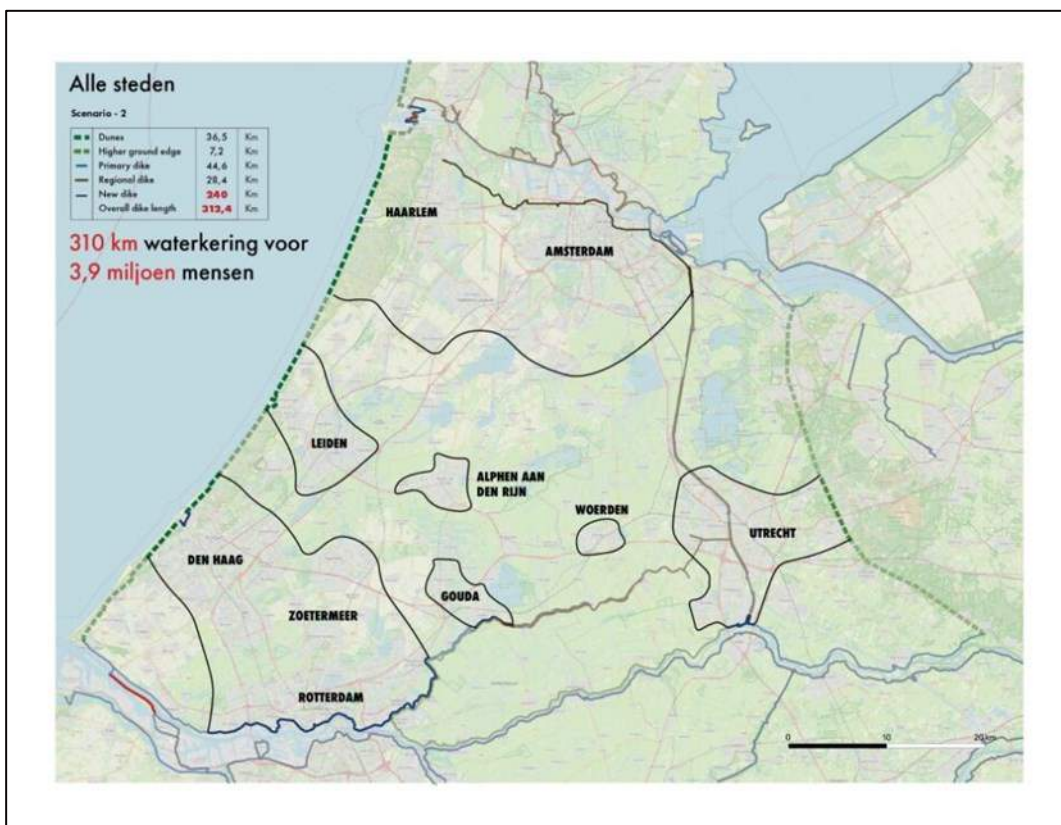 Alle steden
Scenario - 2
Dunes 36,5 Km
Higher ground edge 7,2 Km
Primary dike 44,6 Km
Regional dike 28,4 Km
New dike 240 Km
Overall dike length 312,4 Km
310 km waterkering voor
3,9 miljoen mensen
HAARLEM
AMSTERDAM
LEIDEN
ALPHEN AAN
DEN RIJN
WOERDEN
UTRECHT
DEN HAAG
GOUDA
ZOETERMEER
ROTTERDAM
0 10 20 km